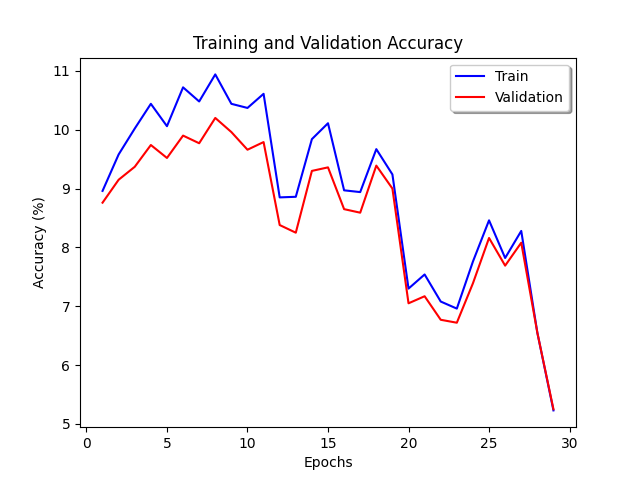 Training and Validation Accuracy
Train
Validation
Accuracy (%)
11
10
9
8
7
6
5
0 5 10 15 20 25 30
Epochs